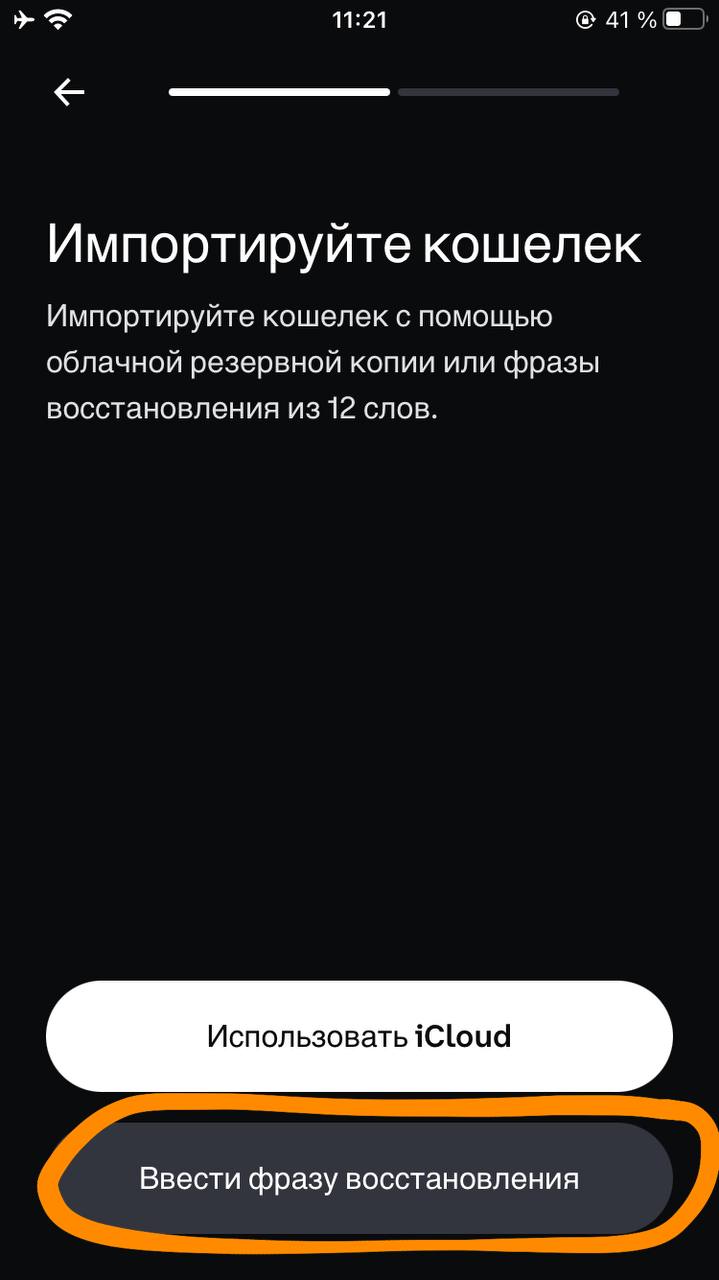 11:21
41 %
Импортируйте кошелек
Импортируйте кошелек с помощью
облачной резервной копии или фразы
восстановления из 12 слов.
Использовать iCloud
Ввести фразу восстановления